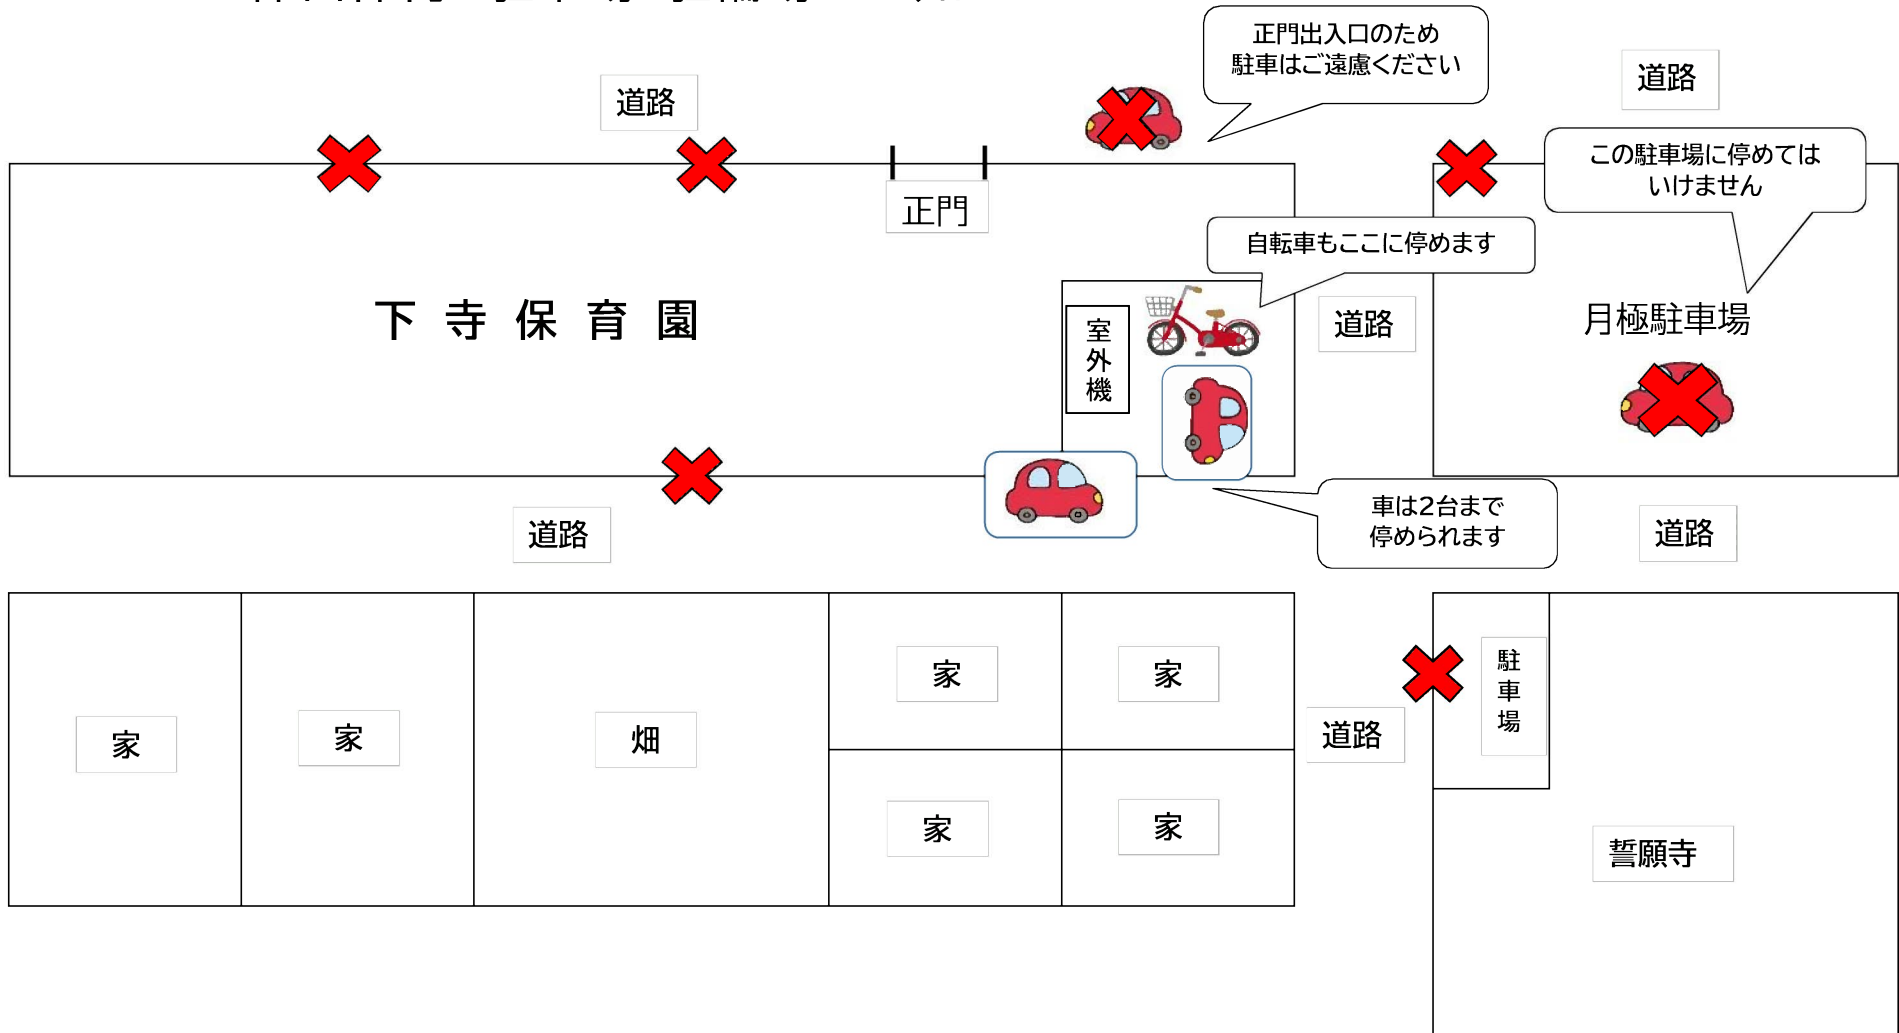 正門出入口のため
駐車はご遠慮ください
道路
道路
この駐車場に停めては
いけません
正門
自転車もここに停めます
下寺保育園
室外機
道路
月極駐車場
車は2台まで
停められます
道路
道路
家
家
駐車場
家
家
畑
道路
家
家
誓願寺